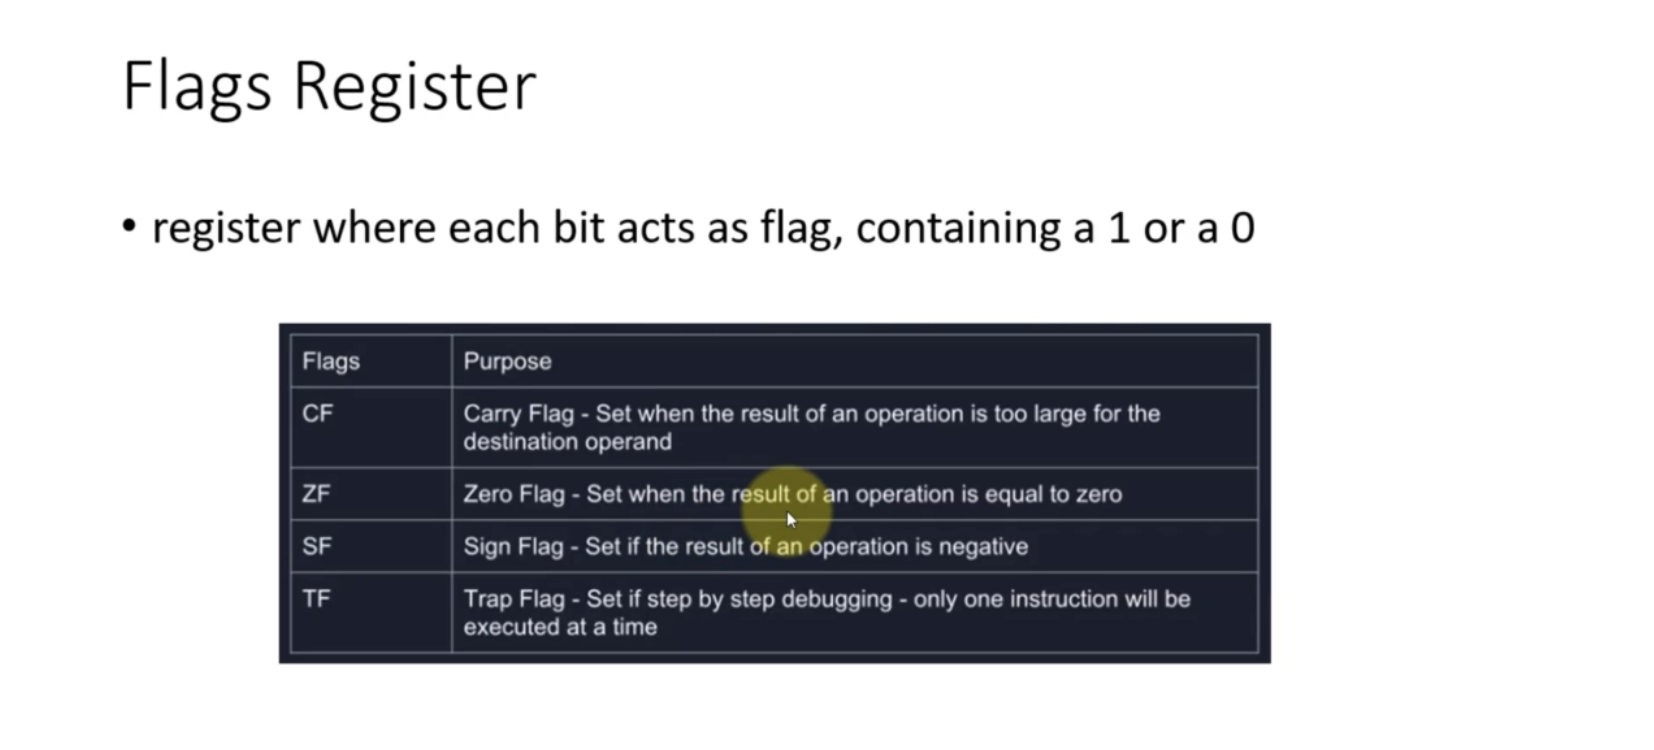 Flags Register
• register where each bit acts as flag, containing a 1 or a 0
Flags Purpose
CF Carry Flag - Set when the result of an operation is too large for the
destination operand
ZF Zero Flag - Set when the result of an operation is equal to zero
SF Sign Flag - Set if the result of an operation is negative
TF Trap Flag - Set if step by step debugging - only one instruction will be
executed at a time